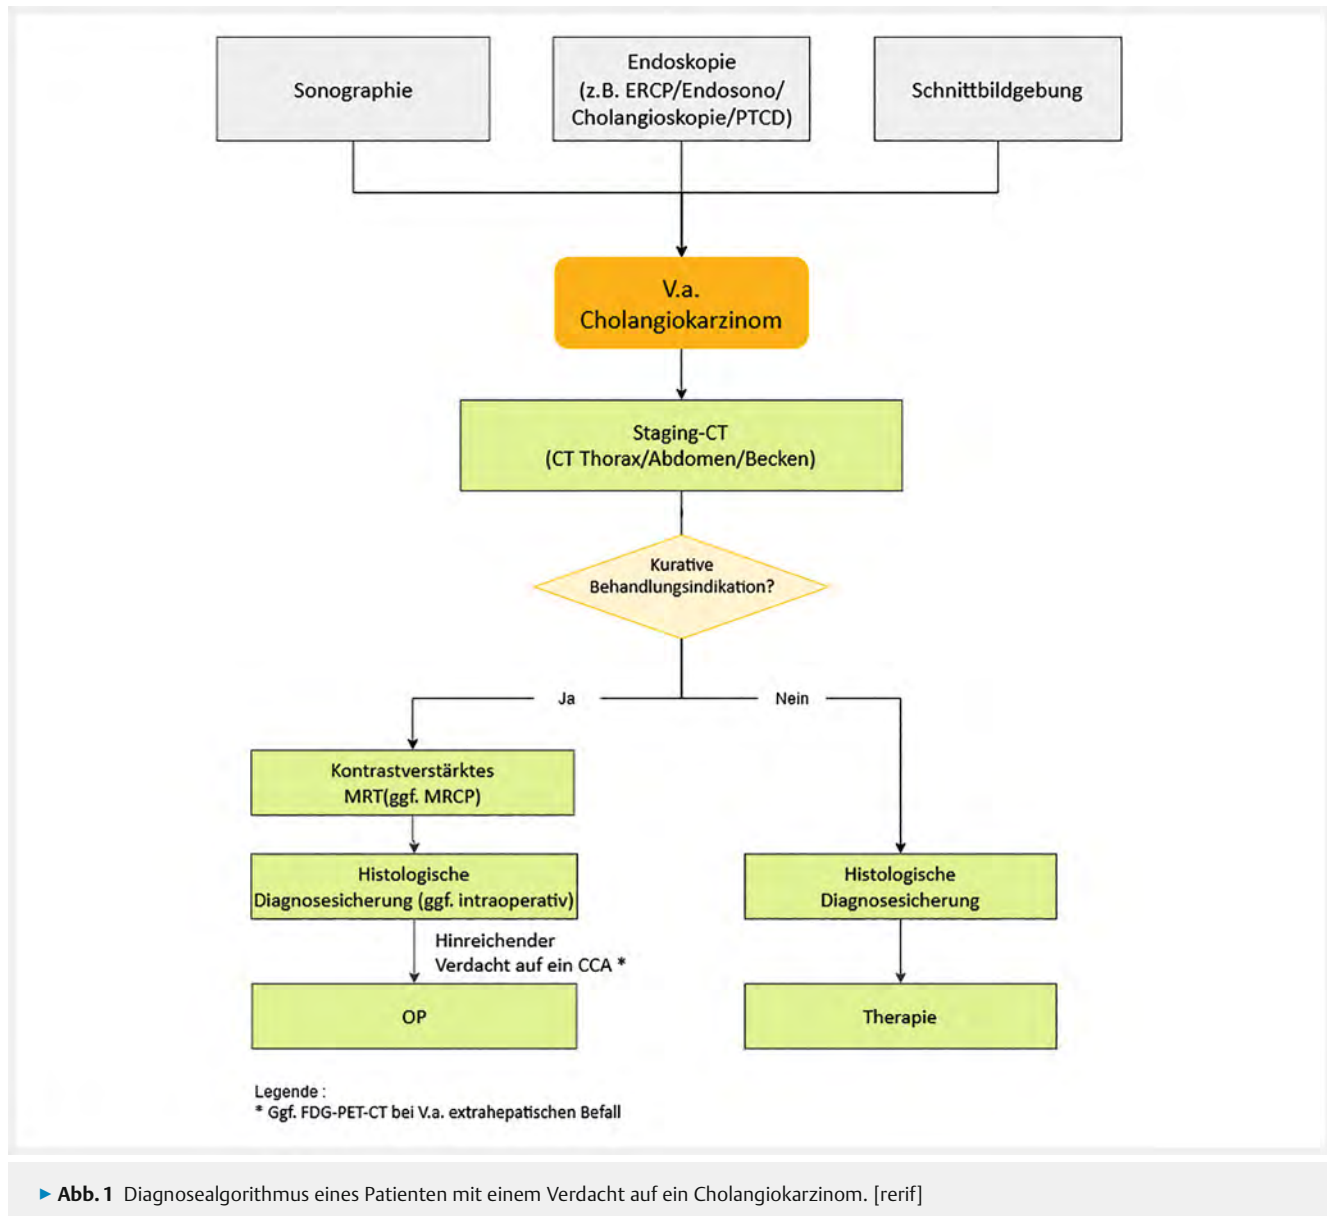 Sonographie
Endoskopie
(z.B. ERCP/Endosono/
Cholangioskopie/PTCD)
Schnittbildgebung
V.a.
Cholangiokarzinom
Staging-CT
(CT Thorax/Abdomen/Becken)
Kurative
Behandlungsindikation?
Ja
Nein
Kontrastverstärktes
MRT(ggf. MRCP)
Histologische
Diagnosesicherung (ggf. intraoperativ)
Hinreichender
Verdacht auf ein CCA *
OP
Histologische
Diagnosesicherung
Therapie
Legende :
* Ggf. FDG-PET-CT bei V.a. extrahepatischen Befall
▶ Abb. 1 Diagnosealgorithmus eines Patienten mit einem Verdacht auf ein Cholangiokarzinom. [rerif]